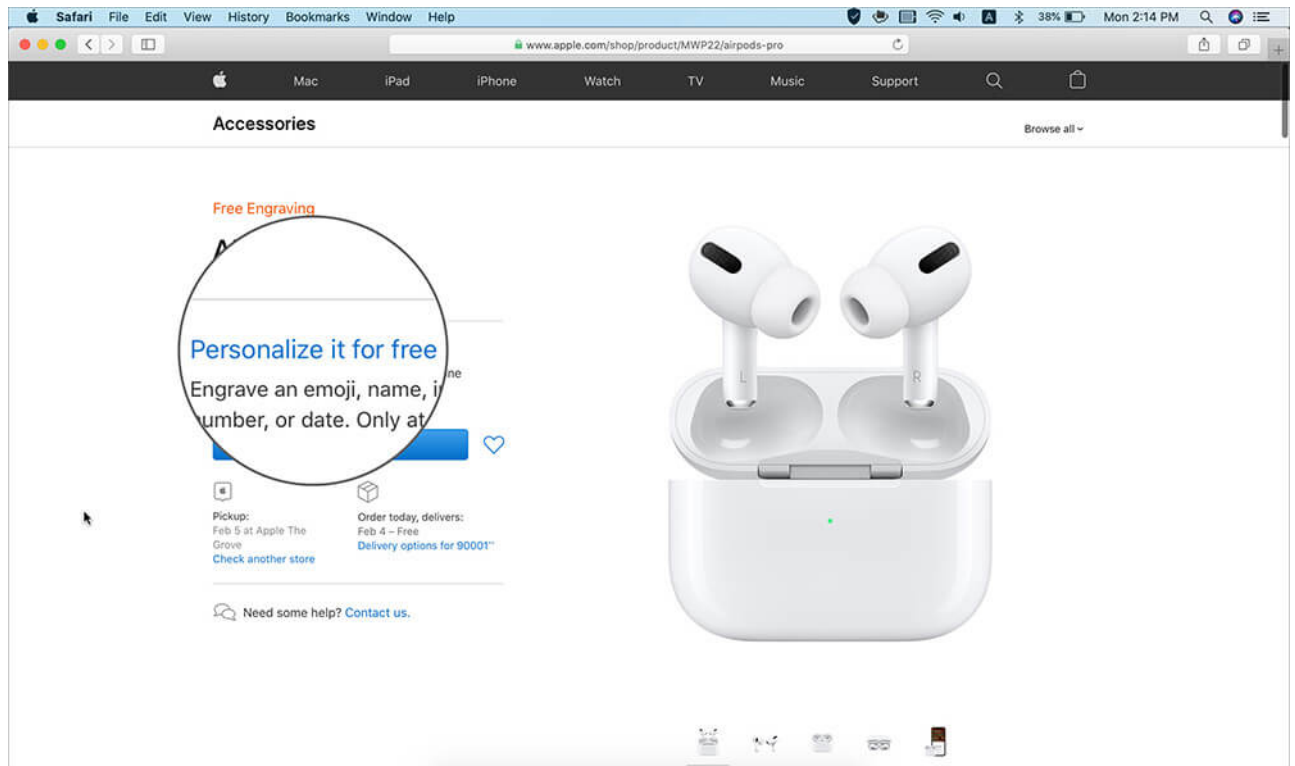 Safari File Edit View History Bookmarks Window Help 38% Mon 2:14 PM
www.apple.com/shop/product/MWP22/airpods-pro
Mac iPad iPhone Watch TV Music Support
Accessories
Browse all
Free Engraving
Personalize it for free
Engrave an emoji, name,
number, or date. Only at
Pickup:
Feb 5 at Apple The
Grove
Check another store
Order today, delivers:
Feb 4 – Free
Delivery options for 90001
Need some help? Contact us.
L
R